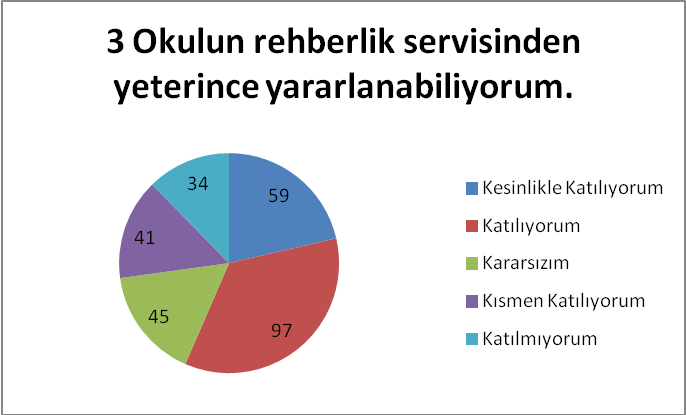 3 Okulun rehberlik servisinden
yeterince yararlanabiliyorum.
34
59
41
45
97
Kesinlikle Katılıyorum
Katılıyorum
Kararsızım
Kısmen Katılıyorum
Katılmıyorum